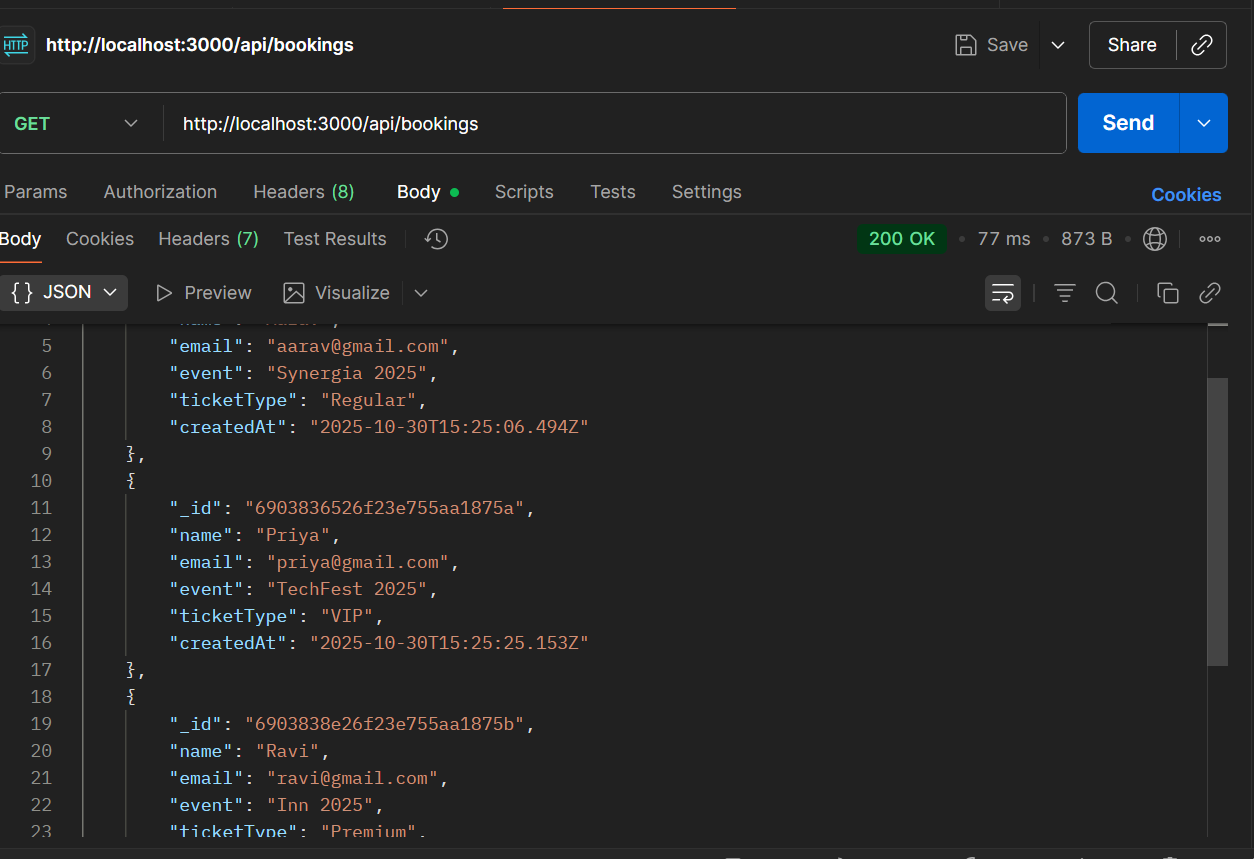 HTTP http://localhost:3000/api/bookings Save Share
GET http://localhost:3000/api/bookings Send
Params Authorization Headers (8) Body Scripts Tests Settings Cookies
Body Cookies Headers (7) Test Results 200 OK • 77 ms • 873 B •
{} JSON Preview Visualize
5 "email": "aarav@gmail.com",
6 "event": "Synergia 2025",
7 "ticketType": "Regular",
8 "createdAt": "2025-10-30T15:25:06.494Z"
9 },
10 {
11 "_id": "6903836526f23e755aa1875a",
12 "name": "Priya",
13 "email": "priya@gmail.com",
14 "event": "TechFest 2025",
15 "ticketType": "VIP",
16 "createdAt": "2025-10-30T15:25:25.153Z"
17 },
18 {
19 "_id": "6903838e26f23e755aa1875b",
20 "name": "Ravi",
21 "email": "ravi@gmail.com",
22 "event": "Inn 2025",
23 "ticketType": "Premium",